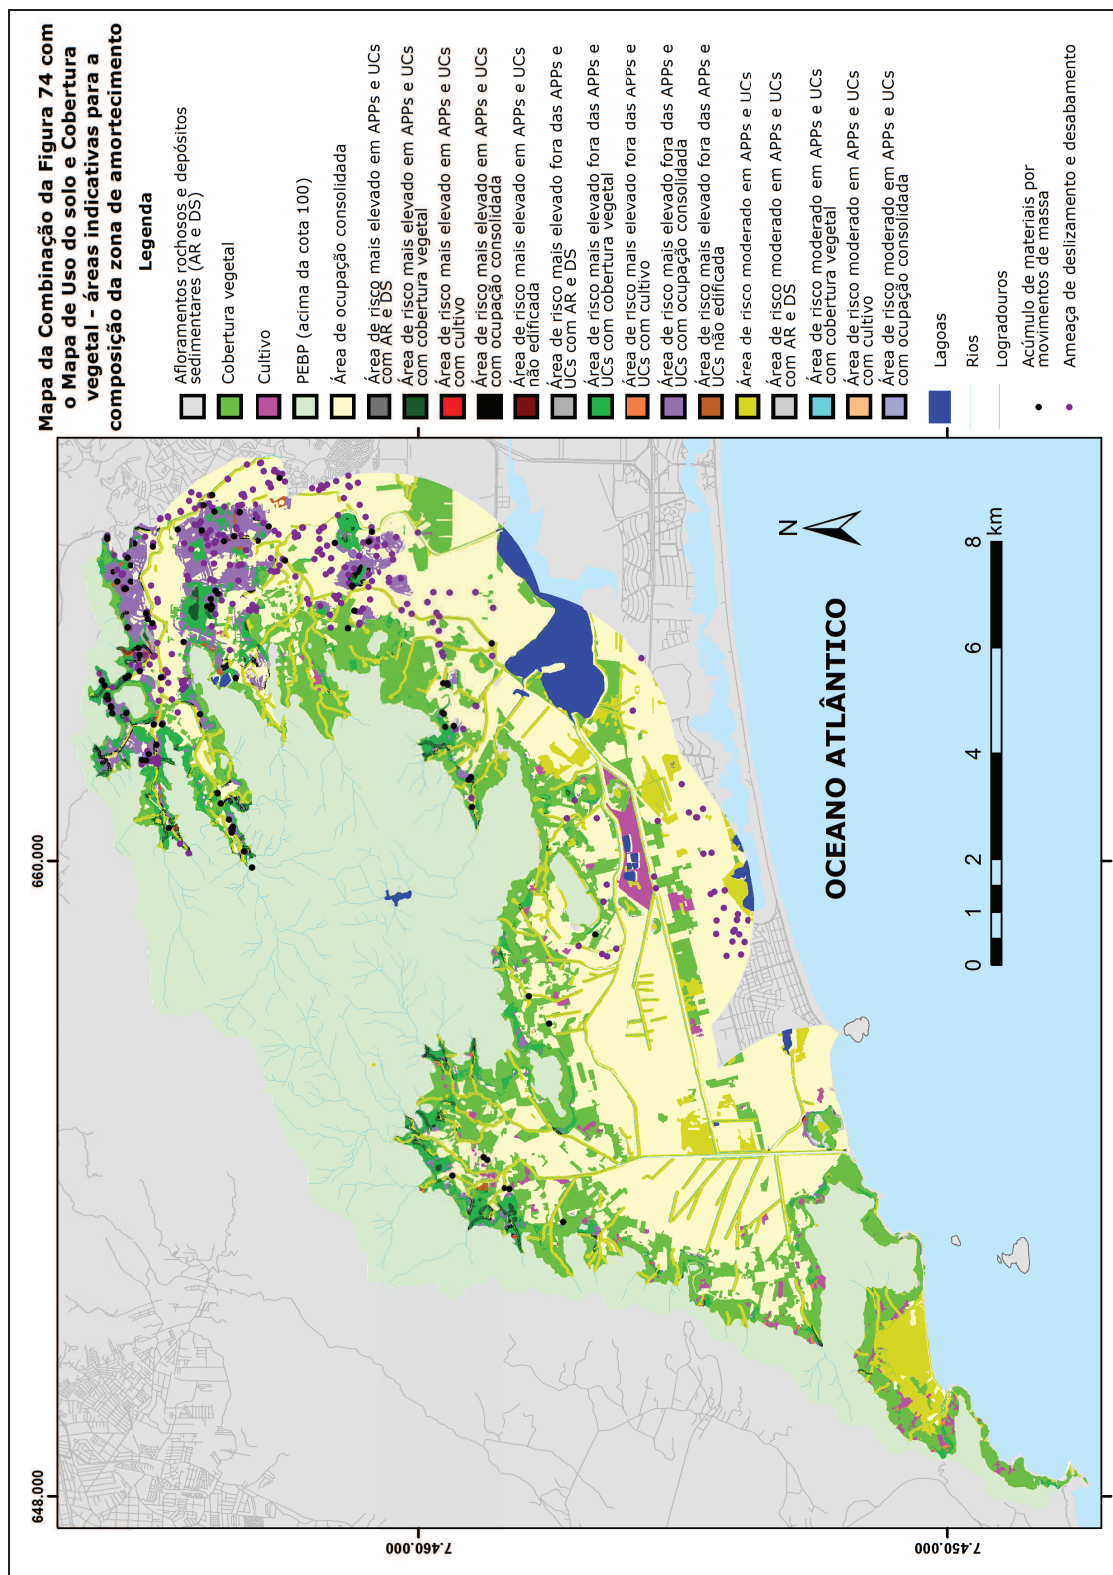 Mapa da Combinação da Figura 74 com
o Mapa de Uso do solo e Cobertura
vegetal - áreas indicativas para a
composição da zona de amortecimento
Legenda
Afloramentos rochosos e depósitos
sedimentares (AR e DS)
Cobertura vegetal
Cultivo
PEBP (acima da cota 100)
Área de ocupação consolidada
Área de risco mais elevado em APPs e UCs
com AR e DS
Área de risco mais elevado em APPs e UCs
com cobertura vegetal
Área de risco mais elevado em APPs e UCs
com cultivo
Área de risco mais elevado em APPs e UCs
com ocupação consolidada
Área de risco mais elevado em APPs e UCs
não edificada
Área de risco mais elevado fora das APPs e
UCs com AR e DS
Área de risco mais elevado fora das APPs e
UCs com cobertura vegetal
Área de risco mais elevado fora das APPs e
UCs com cultivo
Área de risco mais elevado fora das APPs e
UCs com ocupação consolidada
Área de risco mais elevado fora das APPs e
UCs não edificada
Área de risco moderado em APPs e UCs
Área de risco moderado em APPs e UCs
com AR e DS
Área de risco moderado em APPs e UCs
com cobertura vegetal
Área de risco moderado em APPs e UCs
com cultivo
Área de risco moderado em APPs e UCs
com ocupação consolidada
Lagoas
Rios
Logradouros
Acúmulo de materiais por
movimentos de massa
Ameaça de deslizamento e desabamento
648.000
660.000
7.460.000
7.450.000
N
OCEANO ATLÂNTICO
0 1 2 4 6 8
km